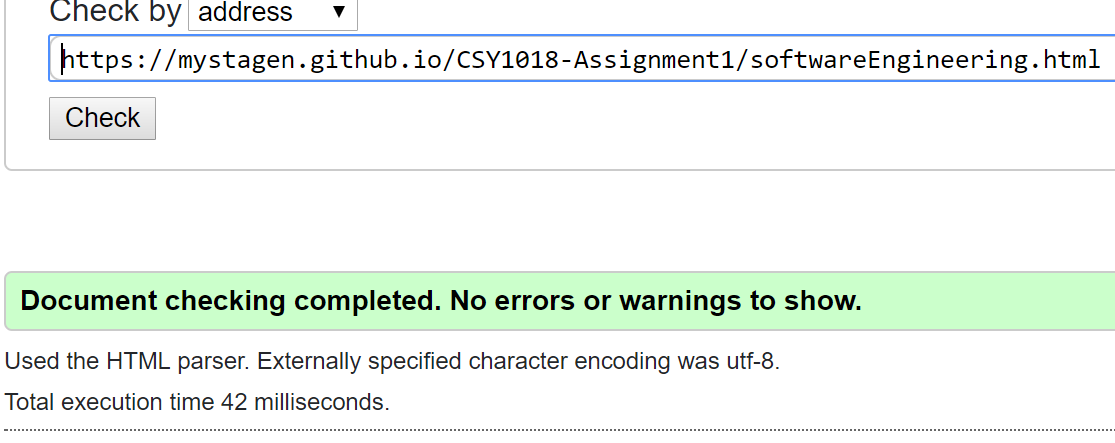 Check by address
https://mystagen.github.io/CSY1018-Assignment1/softwareEngineering.html
Check
Document checking completed. No errors or warnings to show.
Used the HTML parser. Externally specified character encoding was utf-8.
Total execution time 42 milliseconds.